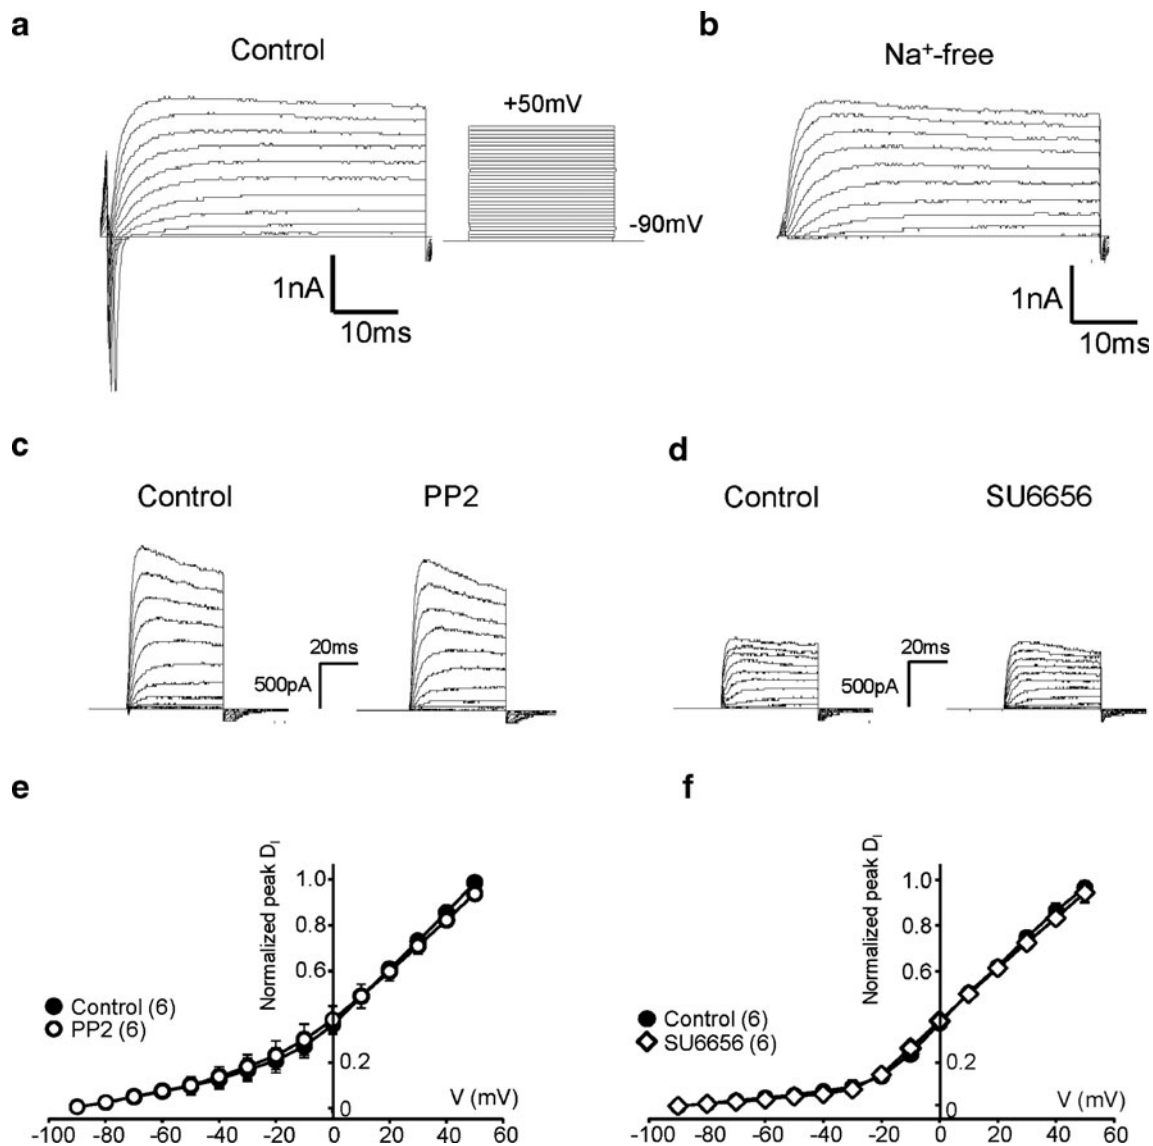 a
Control
+50mV
-90mV
1nA
10ms
b
Na⁺-free
1nA
10ms
c
Control
PP2
20ms
500pA
d
Control
SU6656
20ms
500pA
e
Normalized peak D_I
1.0
0.8
0.6
0.2
0
Control (6)
PP2 (6)
V (mV)
-100 -80 -60 -40 -20 0 20 40 60
f
Normalized peak D_I
1.0
0.8
0.6
0.2
0
Control (6)
SU6656 (6)
V (mV)
-100 -80 -60 -40 -20 0 20 40 60